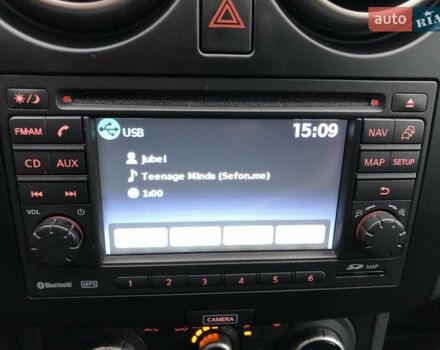 auto RIA
USB 15:09
FM•AM NAV
CD AUX
MAP SETUP
Jubel
Teenage Minds (Sefon.me)
1:00
VOL
Bluetooth MP3
1 2 3 4 5 6
SD MAP
CAMERA
A/C